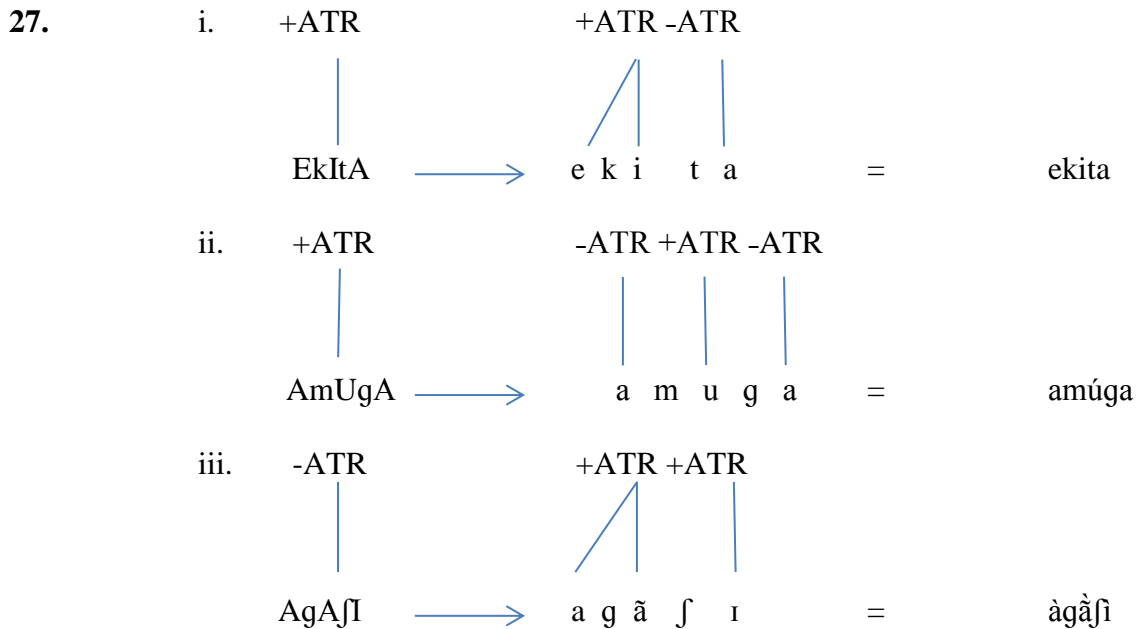 27. i. +ATR +ATR -ATR
EkItA e k i t a = ekita
ii. +ATR -ATR +ATR -ATR
AmUgA a m u g a = amúga
iii. -ATR +ATR +ATR
AgAʃI a g ã ʃ ɪ = àgã̀ʃì